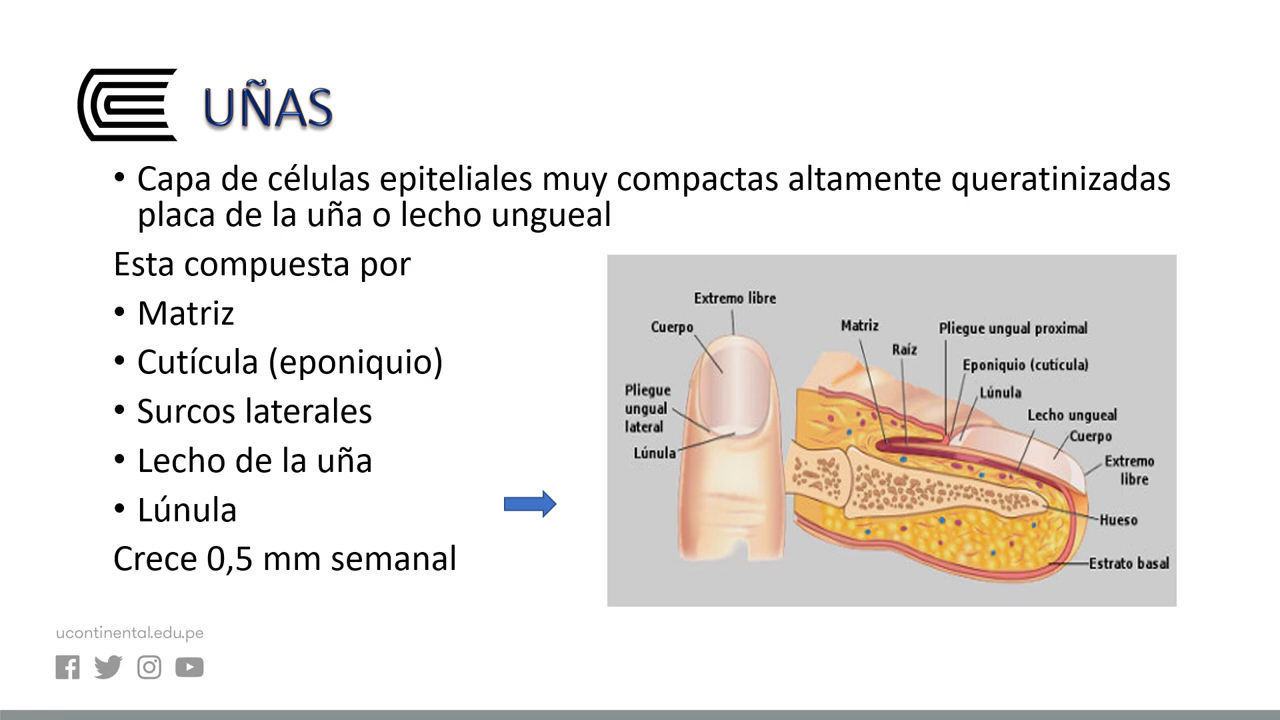 UÑAS
• Capa de células epiteliales muy compactas altamente queratinizadas
placa de la uña o lecho ungueal
Esta compuesta por
• Matriz
• Cutícula (eponiquio)
• Surcos laterales
• Lecho de la uña
• Lúnula
Crece 0,5 mm semanal
Extremo libre
Cuerpo
Pliegue
ungual
lateral
Lúnula
Matriz
Raíz
Pliegue ungual proximal
Eponiquio (cutícula)
Lúnula
Lecho ungueal
Cuerpo
Extremo
libre
Hueso
Estrato basal
ucontinental.edu.pe